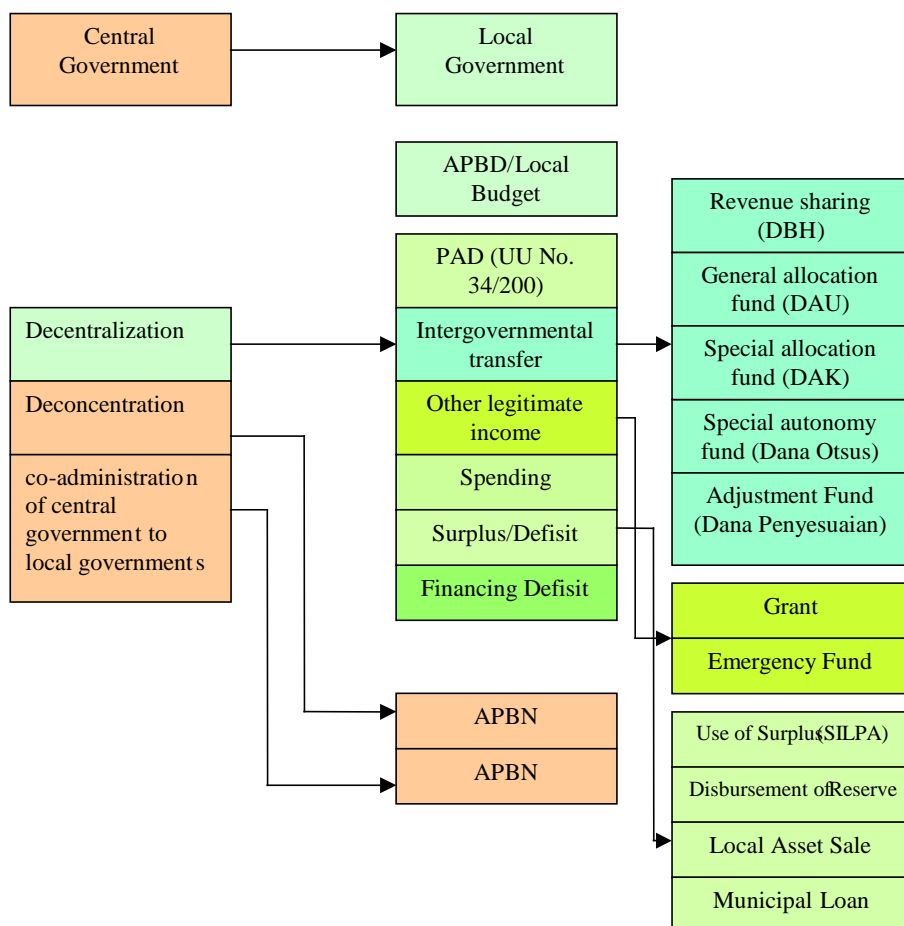 Central
Government
Local
Government
APBD/Local
Budget
PAD (UU No.
34/200)
Intergovernmental
transfer
Other legitimate
income
Spending
Surplus/Defisit
Financing Defisit
Decentralization
Deconcentration
co-administration
of central
government to
local governments
APBN
APBN
Revenue sharing
(DBH)
General allocation
fund (DAU)
Special allocation
fund (DAK)
Special autonomy
fund (Dana Otsus)
Adjustment Fund
(Dana Penyesuaian)
Grant
Emergency Fund
Use of Surplus(SILPA)
Disbursement of Reserve
Local Asset Sale
Municipal Loan